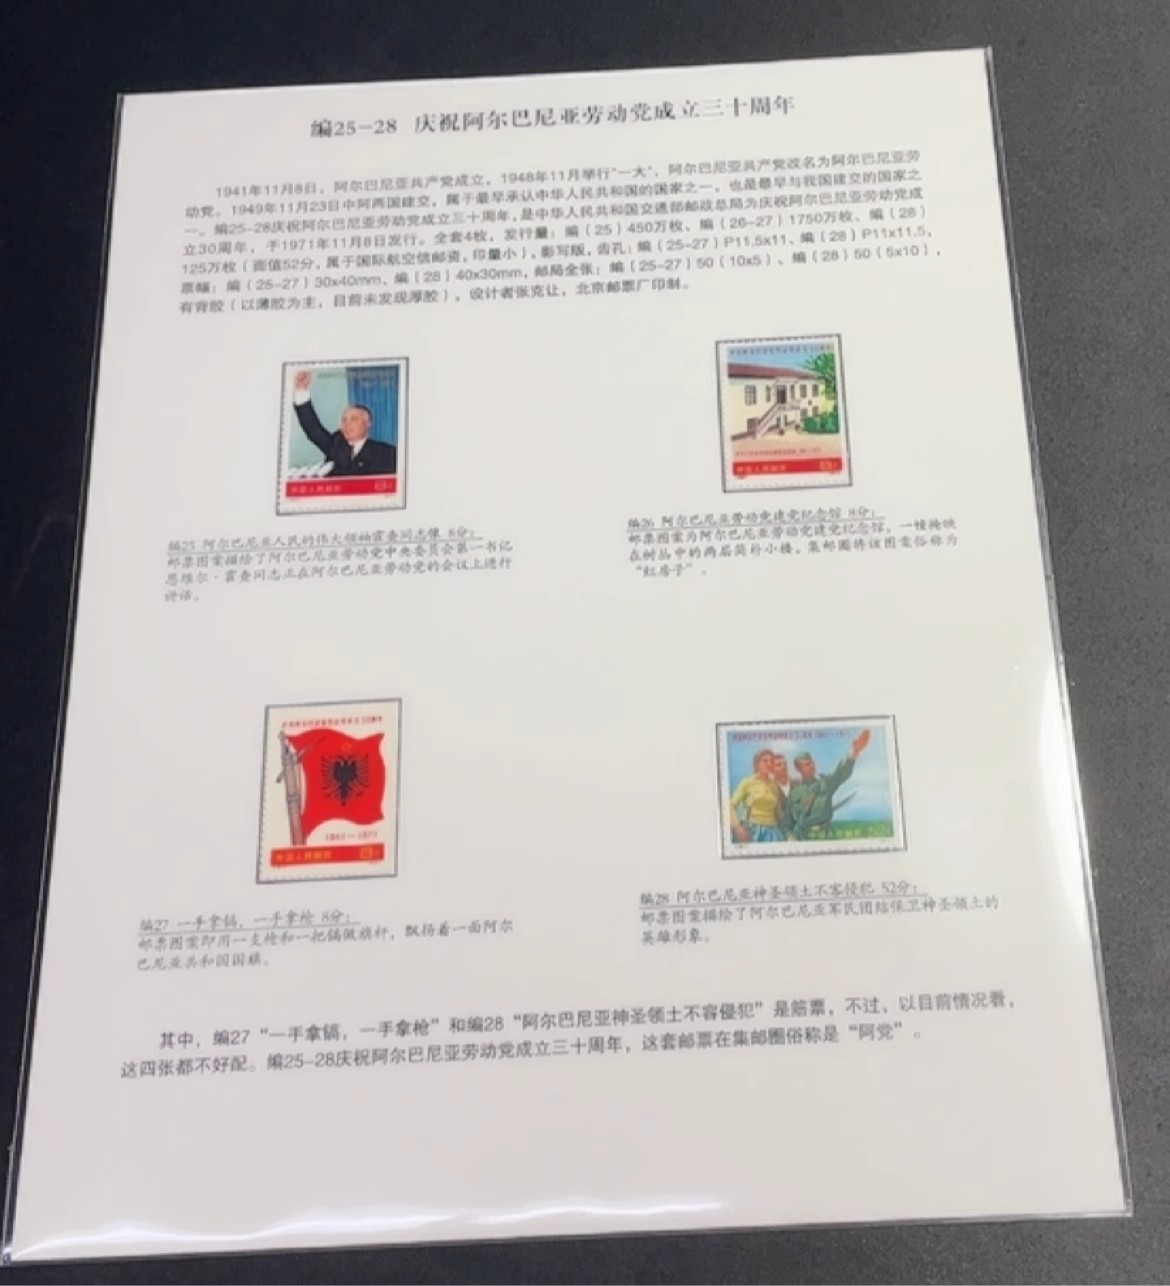 编25-28 庆祝阿尔巴尼亚劳动党成立三十周年
1941年11月8日，阿尔巴尼亚共产党成立，1948年11月举行"一大"，阿尔巴尼亚共产党改名为阿尔巴尼亚劳
动党。1949年11月23日中阿两国建交，属于最早承认中华人民共和国的国家之一，也是最早与我国建交的国家之
一。编25-28庆祝阿尔巴尼亚劳动党成立三十周年，是中华人民共和国交通部邮政总局为庆祝阿尔巴尼亚劳动党成
立30周年，于1971年11月8日发行。全套4枚，发行量：编（25）450万枚、编（26-27）1750万枚、编（28）
125万枚（面值52分，属于国际航空信邮资，印量小），影写版，齿孔：编（25-27）P11.5x11、编（28）P11x11.5，
票幅：编（25-27）30x40mm、编（28）40x30mm，邮局全张：编（25-27）50（10x5）、编（28）50（5x10），
有背胶（以薄胶为主，目前未发现厚胶），设计者张克让，北京邮票厂印制。
中国人民邮政
中国人民邮政
编25 阿尔巴尼亚人民的伟大领袖霍查同志像 8分：
邮票图案描绘了阿尔巴尼亚劳动党中央委员会第一书记
恩维尔·霍查同志正在阿尔巴尼亚劳动党的会议上进行
讲话。
编26 阿尔巴尼亚劳动党建党纪念馆 8分：
邮票图案为阿尔巴尼亚劳动党建党纪念馆，一幢掩映
在树丛中的两层简朴小楼。集邮圈将该图案俗称为
"红房子"。
1941—1971
中国人民邮政
中国人民邮政
编27 一手拿镐，一手拿枪 8分：
邮票图案即用一支枪和一把镐做旗杆，飘扬着一面阿尔
巴尼亚共和国国旗。
编28 阿尔巴尼亚神圣领土不容侵犯 52分：
邮票图案描绘了阿尔巴尼亚军民团结保卫神圣领土的
英雄形象。
其中，编27"一手拿镐，一手拿枪"和编28"阿尔巴尼亚神圣领土不容侵犯"是筋票，不过，以目前情况看，
这四张都不好配。编25-28庆祝阿尔巴尼亚劳动党成立三十周年，这套邮票在集邮圈俗称是"阿党"。